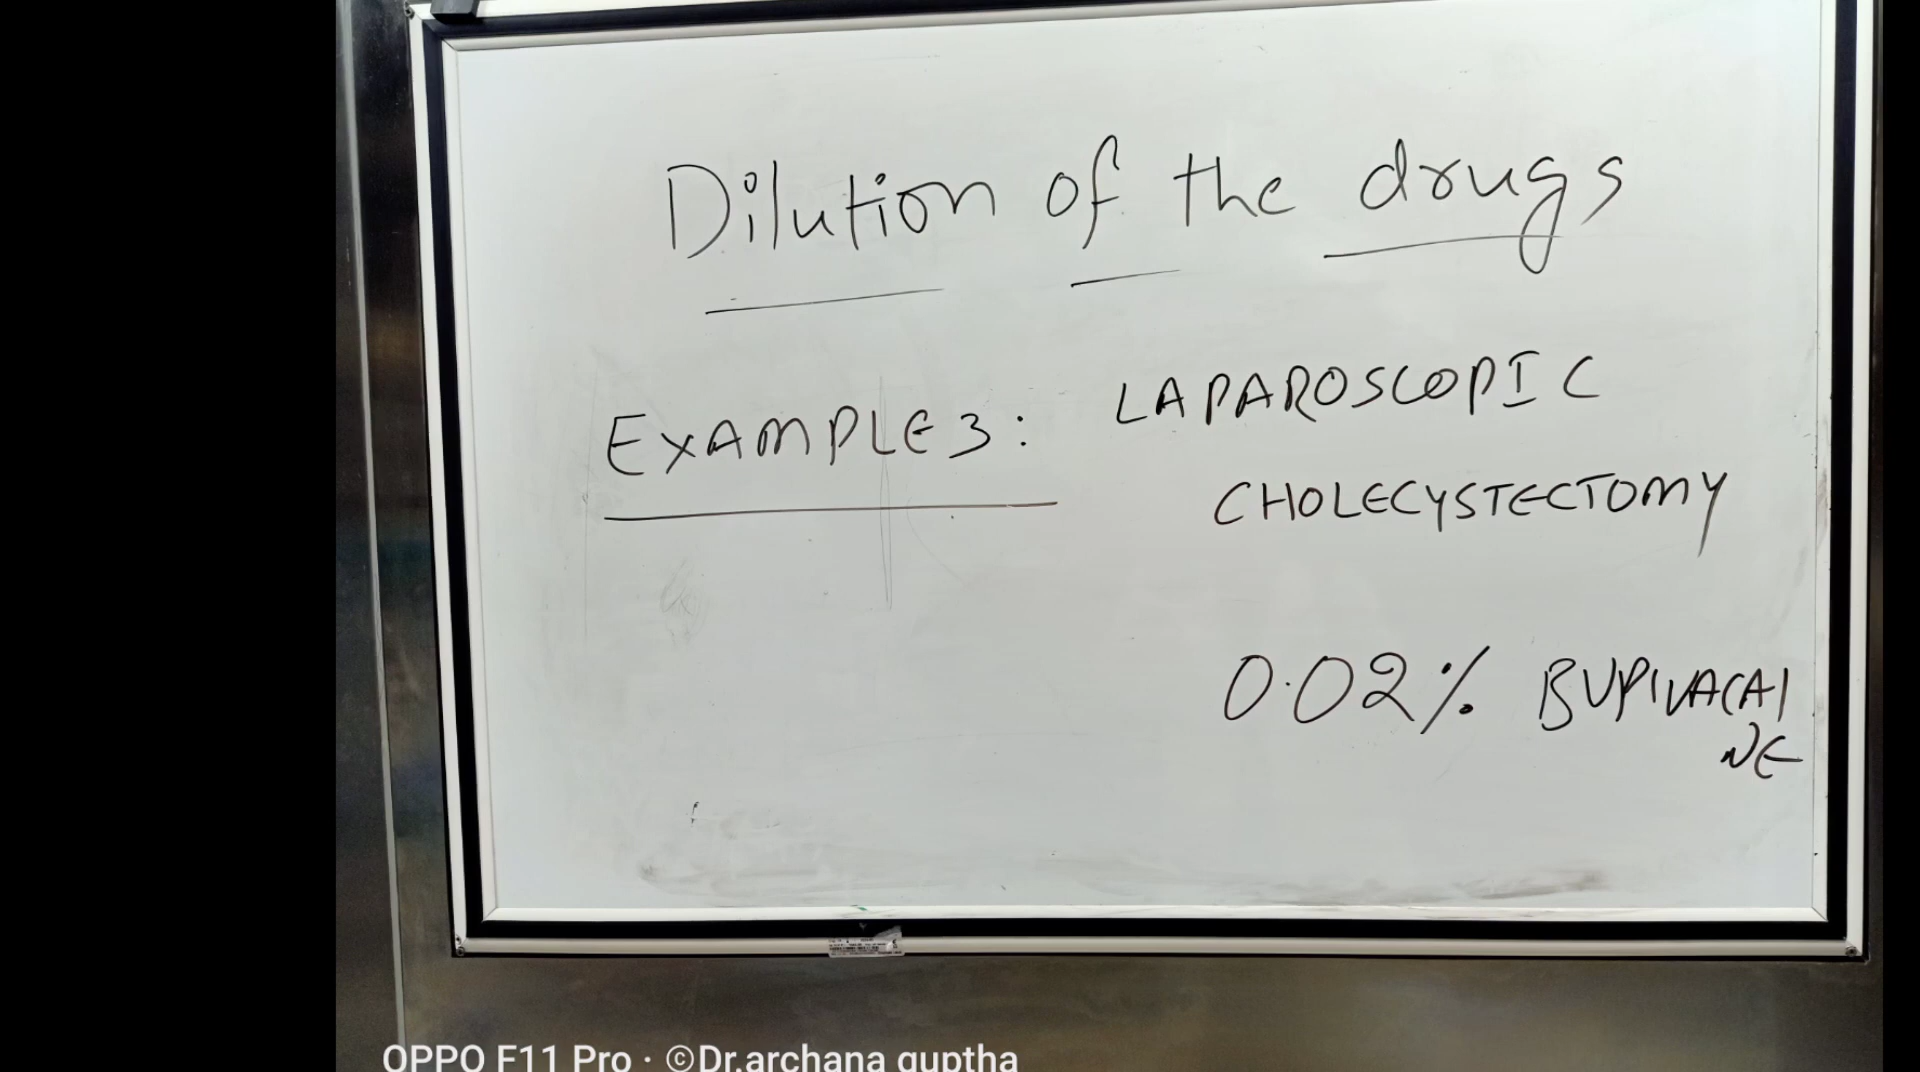 Dilution of the drugs
EXAMPLE 3: LAPAROSCOPIC
CHOLECYSTECTOMY
0.02% BUPIVACAI
NE
OPPO F11 Pro · ©Dr.archana guptha